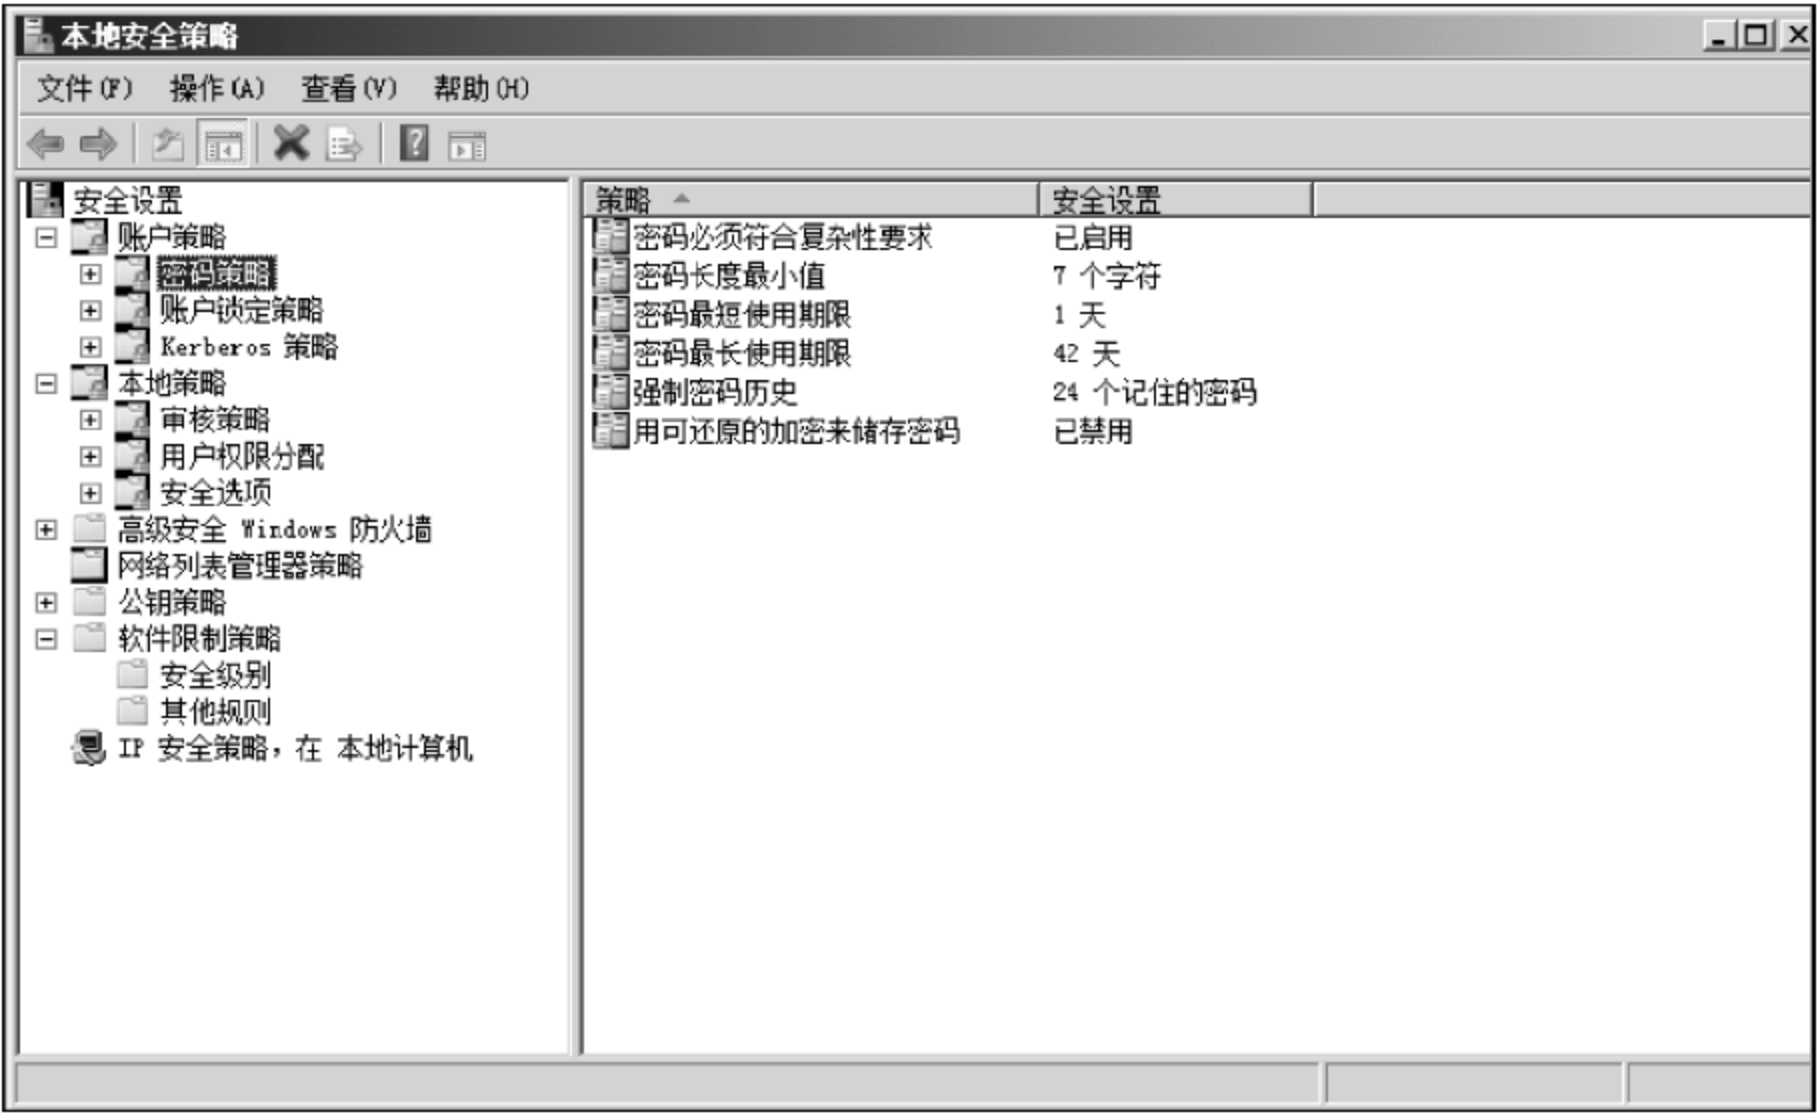 本地安全策略
文件(F) 操作(A) 查看(V) 帮助(H)
安全设置
账户策略
密码策略
账户锁定策略
Kerberos 策略
本地策略
审核策略
用户权限分配
安全选项
高级安全 Windows 防火墙
网络列表管理器策略
公钥策略
软件限制策略
安全级别
其他规则
IP 安全策略，在 本地计算机
策略 安全设置
密码必须符合复杂性要求 已启用
密码长度最小值 7 个字符
密码最短使用期限 1 天
密码最长使用期限 42 天
强制密码历史 24 个记住的密码
用可还原的加密来储存密码 已禁用